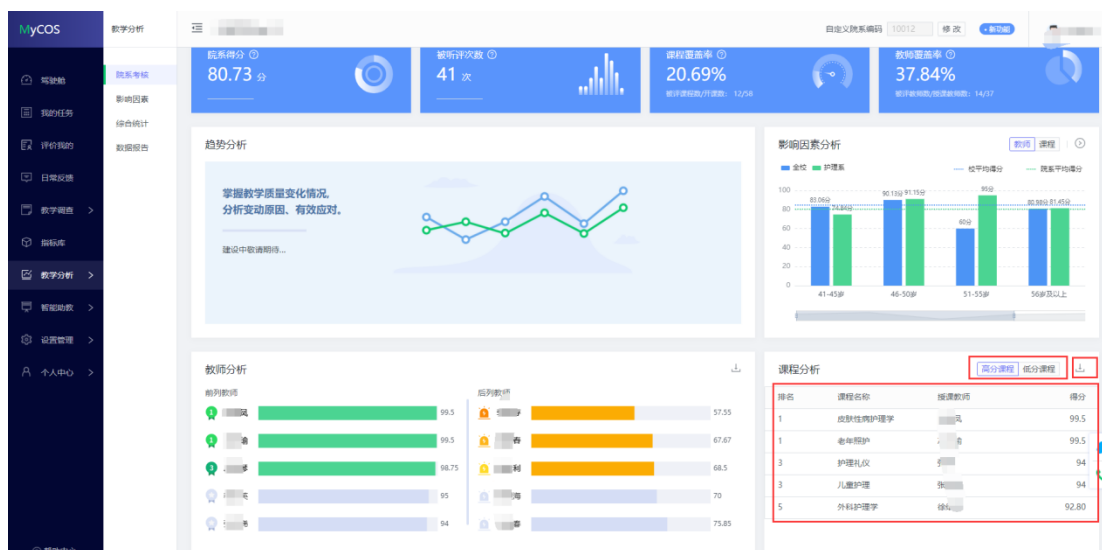 MyCOS
教学分析
自定义院系编码 10012 修 改 +新功能
驾驶舱
我的任务
评价我的
日常反馈
教学调查
指标库
教学分析
智能助教
设置管理
个人中心
院系考核
影响因素
综合统计
数据报告
院系得分
80.73 分
被听评次数
41 次
课程覆盖率
20.69%
被评课程数/开课数: 12/58
教师覆盖率
37.84%
被评教师数/授课教师数: 14/37
趋势分析
掌握教学质量变化情况,
分析变动原因、有效应对。
建设中敬请期待...
影响因素分析
教师 课程
全校 护理系 校平均得分 院系平均得分
100
80
60
40
20
0
83.06分 74.84分 90.13分 91.15分 60分 95分 80.98分 81.45分
41-45岁 46-50岁 51-55岁 56岁及以上
教师分析
前列教师
1 凤 99.5
1 99.5
3 98.75
95
94
后列教师
57.55
春 67.67
利 68.5
海 70
75.85
课程分析
高分课程 低分课程
排名 课程名称 授课教师 得分
1 皮肤性病护理学 凤 99.5
1 老年照护 99.5
3 护理礼仪 94
3 儿童护理 张 94
5 外科护理学 徐 92.80